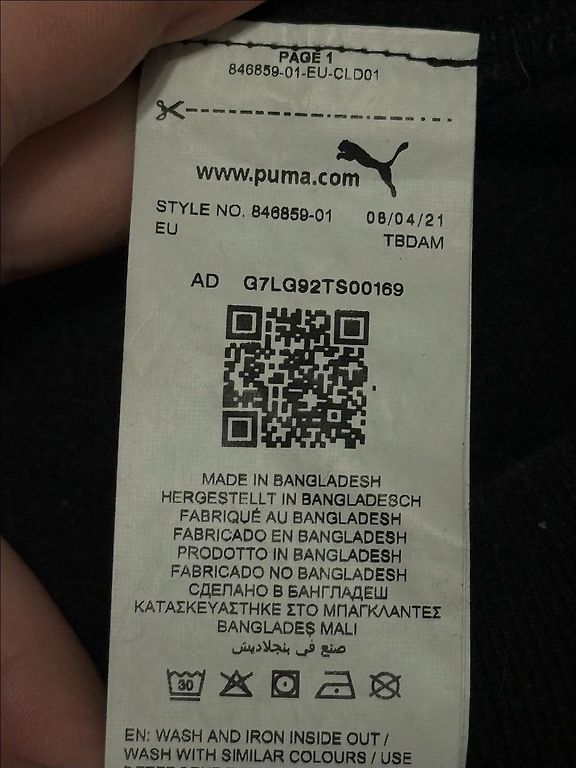 PAGE 1
846859-01-EU-CLD01
www.puma.com
STYLE NO. 846859-01 08/04/21
EU TBDAM
AD G7LG92TS00169
MADE IN BANGLADESH
HERGESTELLT IN BANGLADESCH
FABRIQUÉ AU BANGLADESH
FABRICADO EN BANGLADESH
PRODOTTO IN BANGLADESH
FABRICADO NO BANGLADESH
СДЕЛАНО В БАНГЛАДЕШ
ΚΑΤΑΣΚΕΥΑΣΤΗΚΕ ΣΤΟ ΜΠΑΓΚΛΑΝΤΕΣ
BANGLADEŞ MALI
صنع في بنجلاديش
30
EN: WASH AND IRON INSIDE OUT /
WASH WITH SIMILAR COLOURS / USE